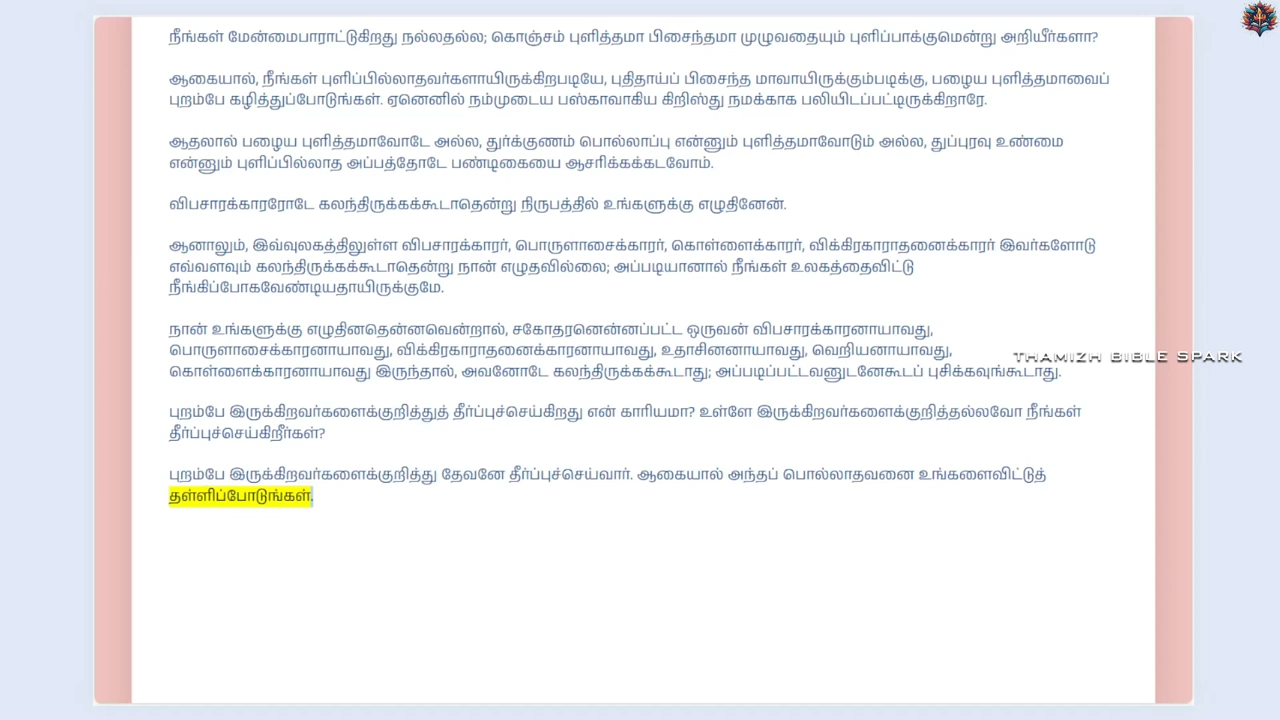 நீங்கள் மேன்மைபாராட்டுகிறது நல்லதல்ல; கொஞ்சம் புளித்தமா பிசைந்தமா முழுவதையும் புளிப்பாக்குமென்று அறியீர்களா?
ஆகையால், நீங்கள் புளிப்பில்லாதவர்களாயிருக்கிறபடியே, புதிதாய்ப் பிசைந்த மாவாயிருக்கும்படிக்கு, பழைய புளித்தமாவைப்
புறம்பே கழித்துப்போடுங்கள். ஏனெனில் நம்முடைய பஸ்காவாகிய கிறிஸ்து நமக்காக பலியிடப்பட்டிருக்கிறாரே.
ஆதலால் பழைய புளித்தமாவோடே அல்ல, துர்க்குணம் பொல்லாப்பு என்னும் புளித்தமாவோடும் அல்ல, துப்புரவு உண்மை
என்னும் புளிப்பில்லாத அப்பத்தோடே பண்டிகையை ஆசரிக்கக்கடவோம்.
விபசாரக்காரரோடே கலந்திருக்கக்கூடாதென்று நிருபத்தில் உங்களுக்கு எழுதினேன்.
ஆனாலும், இவ்வுலகத்திலுள்ள விபசாரக்காரர், பொருளாசைக்காரர், கொள்ளைக்காரர், விக்கிரகாராதனைக்காரர் இவர்களோடு
எவ்வளவும் கலந்திருக்கக்கூடாதென்று நான் எழுதவில்லை; அப்படியானால் நீங்கள் உலகத்தைவிட்டு
நீங்கிப்போகவேண்டியதாயிருக்குமே.
நான் உங்களுக்கு எழுதினதென்னவென்றால், சகோதரனென்னப்பட்ட ஒருவன் விபசாரக்காரனாயாவது,
பொருளாசைக்காரனாயாவது, விக்கிரகாராதனைக்காரனாயாவது, உதாசினனாயாவது, வெறியனாயாவது,
கொள்ளைக்காரனாயாவது இருந்தால், அவனோடே கலந்திருக்கக்கூடாது; அப்படிப்பட்டவனுடனேகூடப் புசிக்கவுங்கூடாது.
THAMIZH BIBLE SPARK
புறம்பே இருக்கிறவர்களைக்குறித்துத் தீர்ப்புச்செய்கிறது என் காரியமா? உள்ளே இருக்கிறவர்களைக்குறித்தல்லவோ நீங்கள்
தீர்ப்புச்செய்கிறீர்கள்?
புறம்பே இருக்கிறவர்களைக்குறித்து தேவனே தீர்ப்புச்செய்வார். ஆகையால் அந்தப் பொல்லாதவனை உங்களைவிட்டுத்
தள்ளிப்போடுங்கள்.